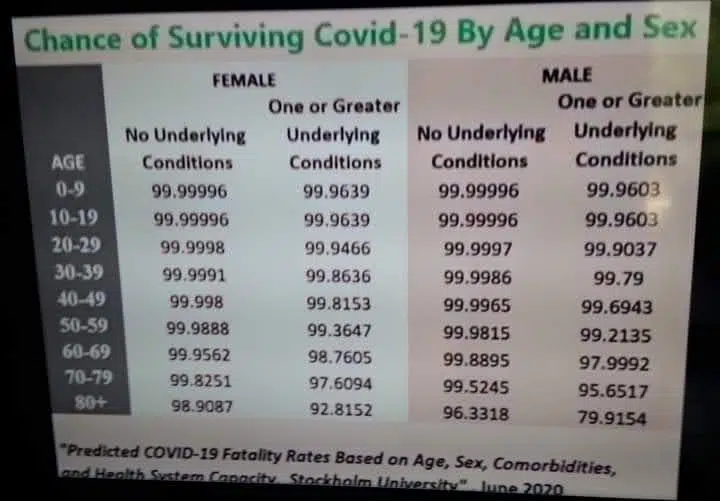 Chance of Surviving Covid-19 By Age and Sex
FEMALE MALE
One or Greater One or Greater
No Underlying Underlying No Underlying Underlying
AGE Conditions Conditions Conditions Conditions
0-9 99.99996 99.9639 99.99996 99.9603
10-19 99.99996 99.9639 99.99996 99.9603
20-29 99.9998 99.9466 99.9997 99.9037
30-39 99.9991 99.8636 99.9986 99.79
40-49 99.998 99.8153 99.9965 99.6943
50-59 99.9888 99.3647 99.9815 99.2135
60-69 99.9562 98.7605 99.8895 97.9992
70-79 99.8251 97.6094 99.5245 95.6517
80+ 98.9087 92.8152 96.3318 79.9154
"Predicted COVID-19 Fatality Rates Based on Age, Sex, Comorbidities,
and Health System Capacity, Stockholm University" June 2020